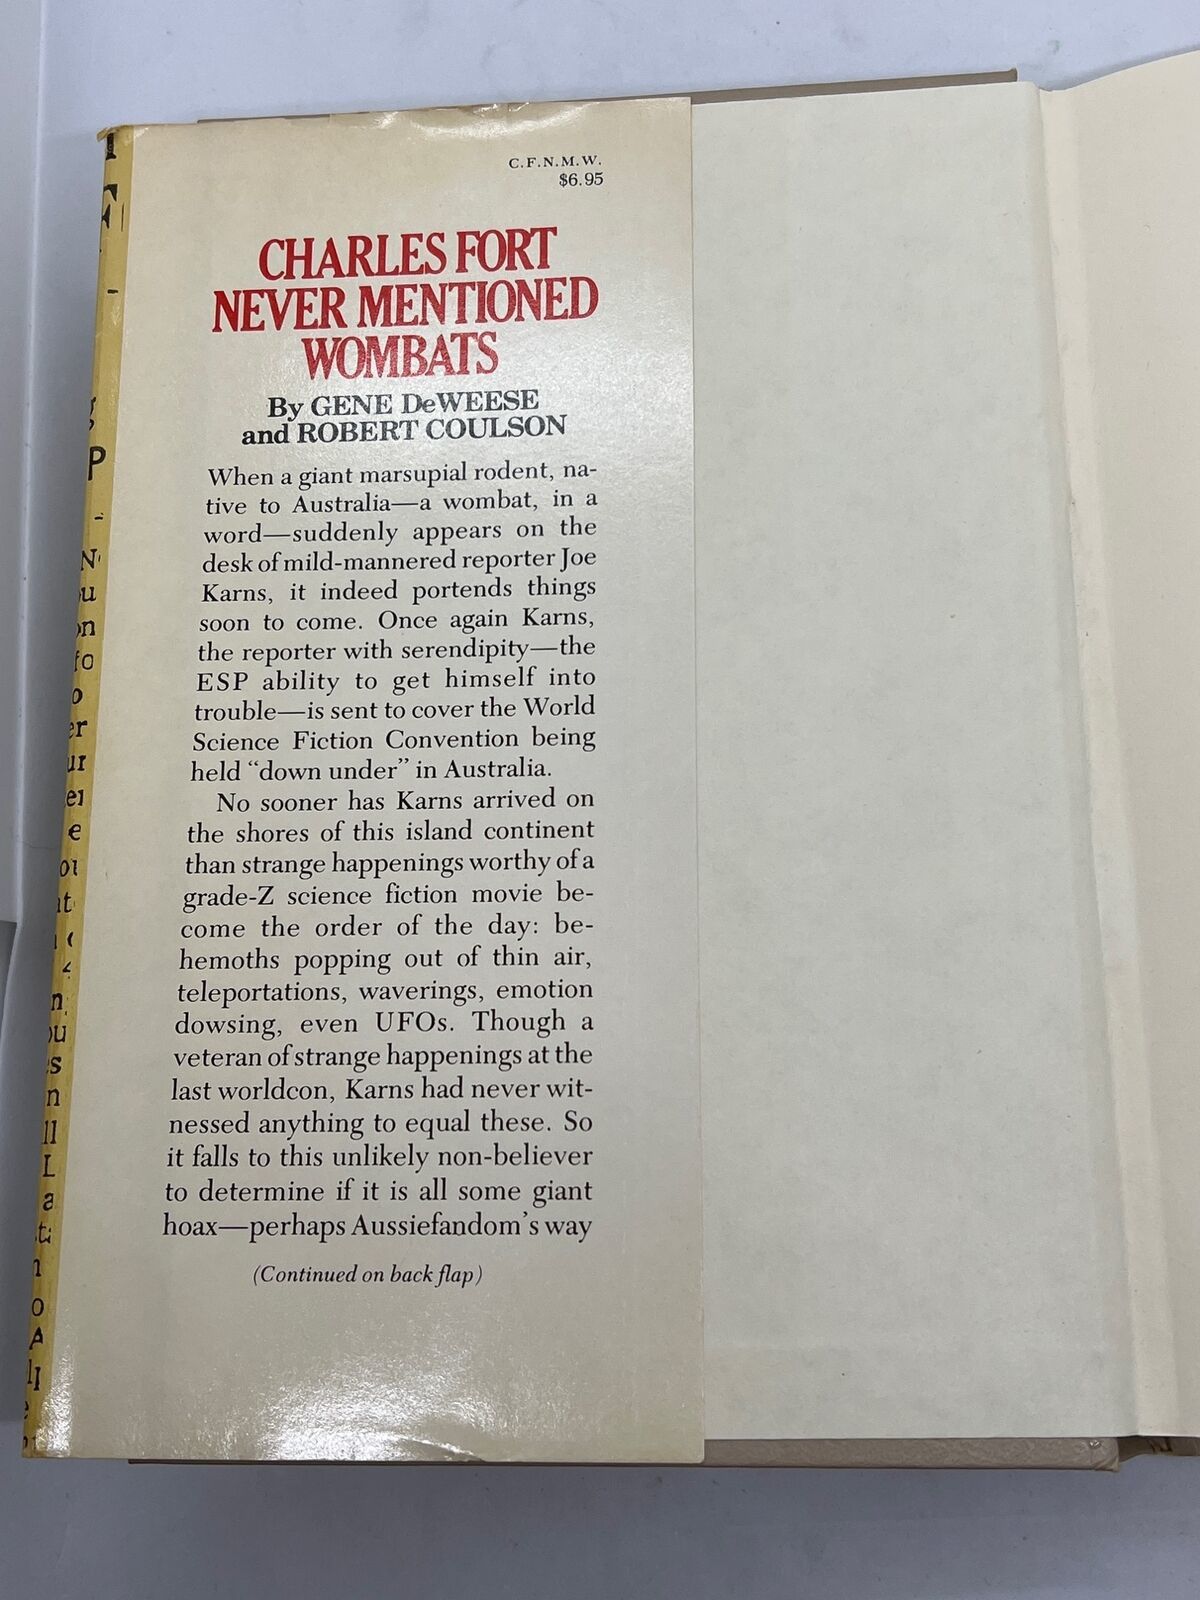 C.F.N.M.W.
$6.95
CHARLES FORT
NEVER MENTIONED
WOMBATS
By GENE DeWEESE
and ROBERT COULSON
When a giant marsupial rodent, na-
tive to Australia—a wombat, in a
word—suddenly appears on the
desk of mild-mannered reporter Joe
Karns, it indeed portends things
soon to come. Once again Karns,
the reporter with serendipity—the
ESP ability to get himself into
trouble—is sent to cover the World
Science Fiction Convention being
held “down under” in Australia.
No sooner has Karns arrived on
the shores of this island continent
than strange happenings worthy of a
grade-Z science fiction movie be-
come the order of the day: be-
hemoths popping out of thin air,
teleportations, waverings, emotion
dowsing, even UFOs. Though a
veteran of strange happenings at the
last worldcon, Karns had never wit-
nessed anything to equal these. So
it falls to this unlikely non-believer
to determine if it is all some giant
hoax—perhaps Aussiefandom's way
(Continued on back flap)